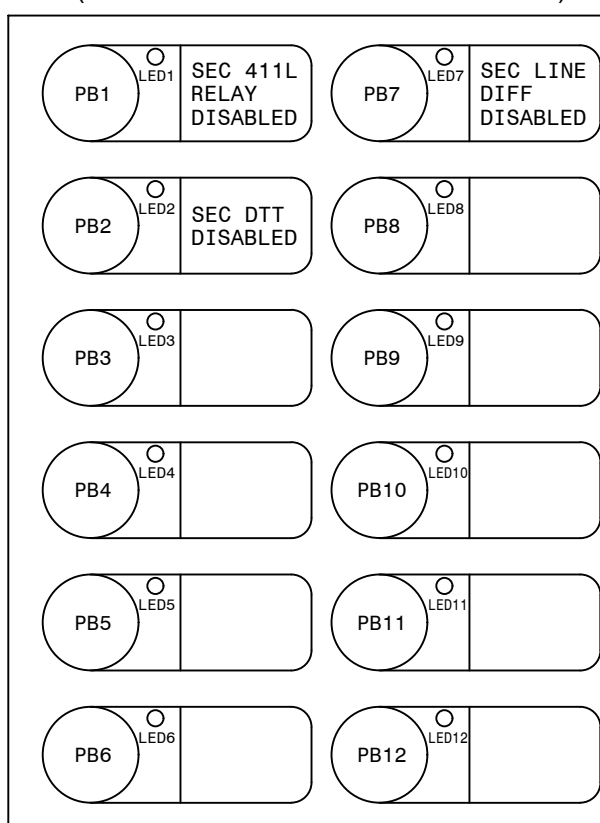 PB1
LED1
SEC 411L
RELAY
DISABLED
PB7
LED7
SEC LINE
DIFF
DISABLED
PB2
LED2
SEC DTT
DISABLED
PB8
LED8
PB3
LED3
PB9
LED9
PB4
LED4
PB10
LED10
PB5
LED5
PB11
LED11
PB6
LED6
PB12
LED12